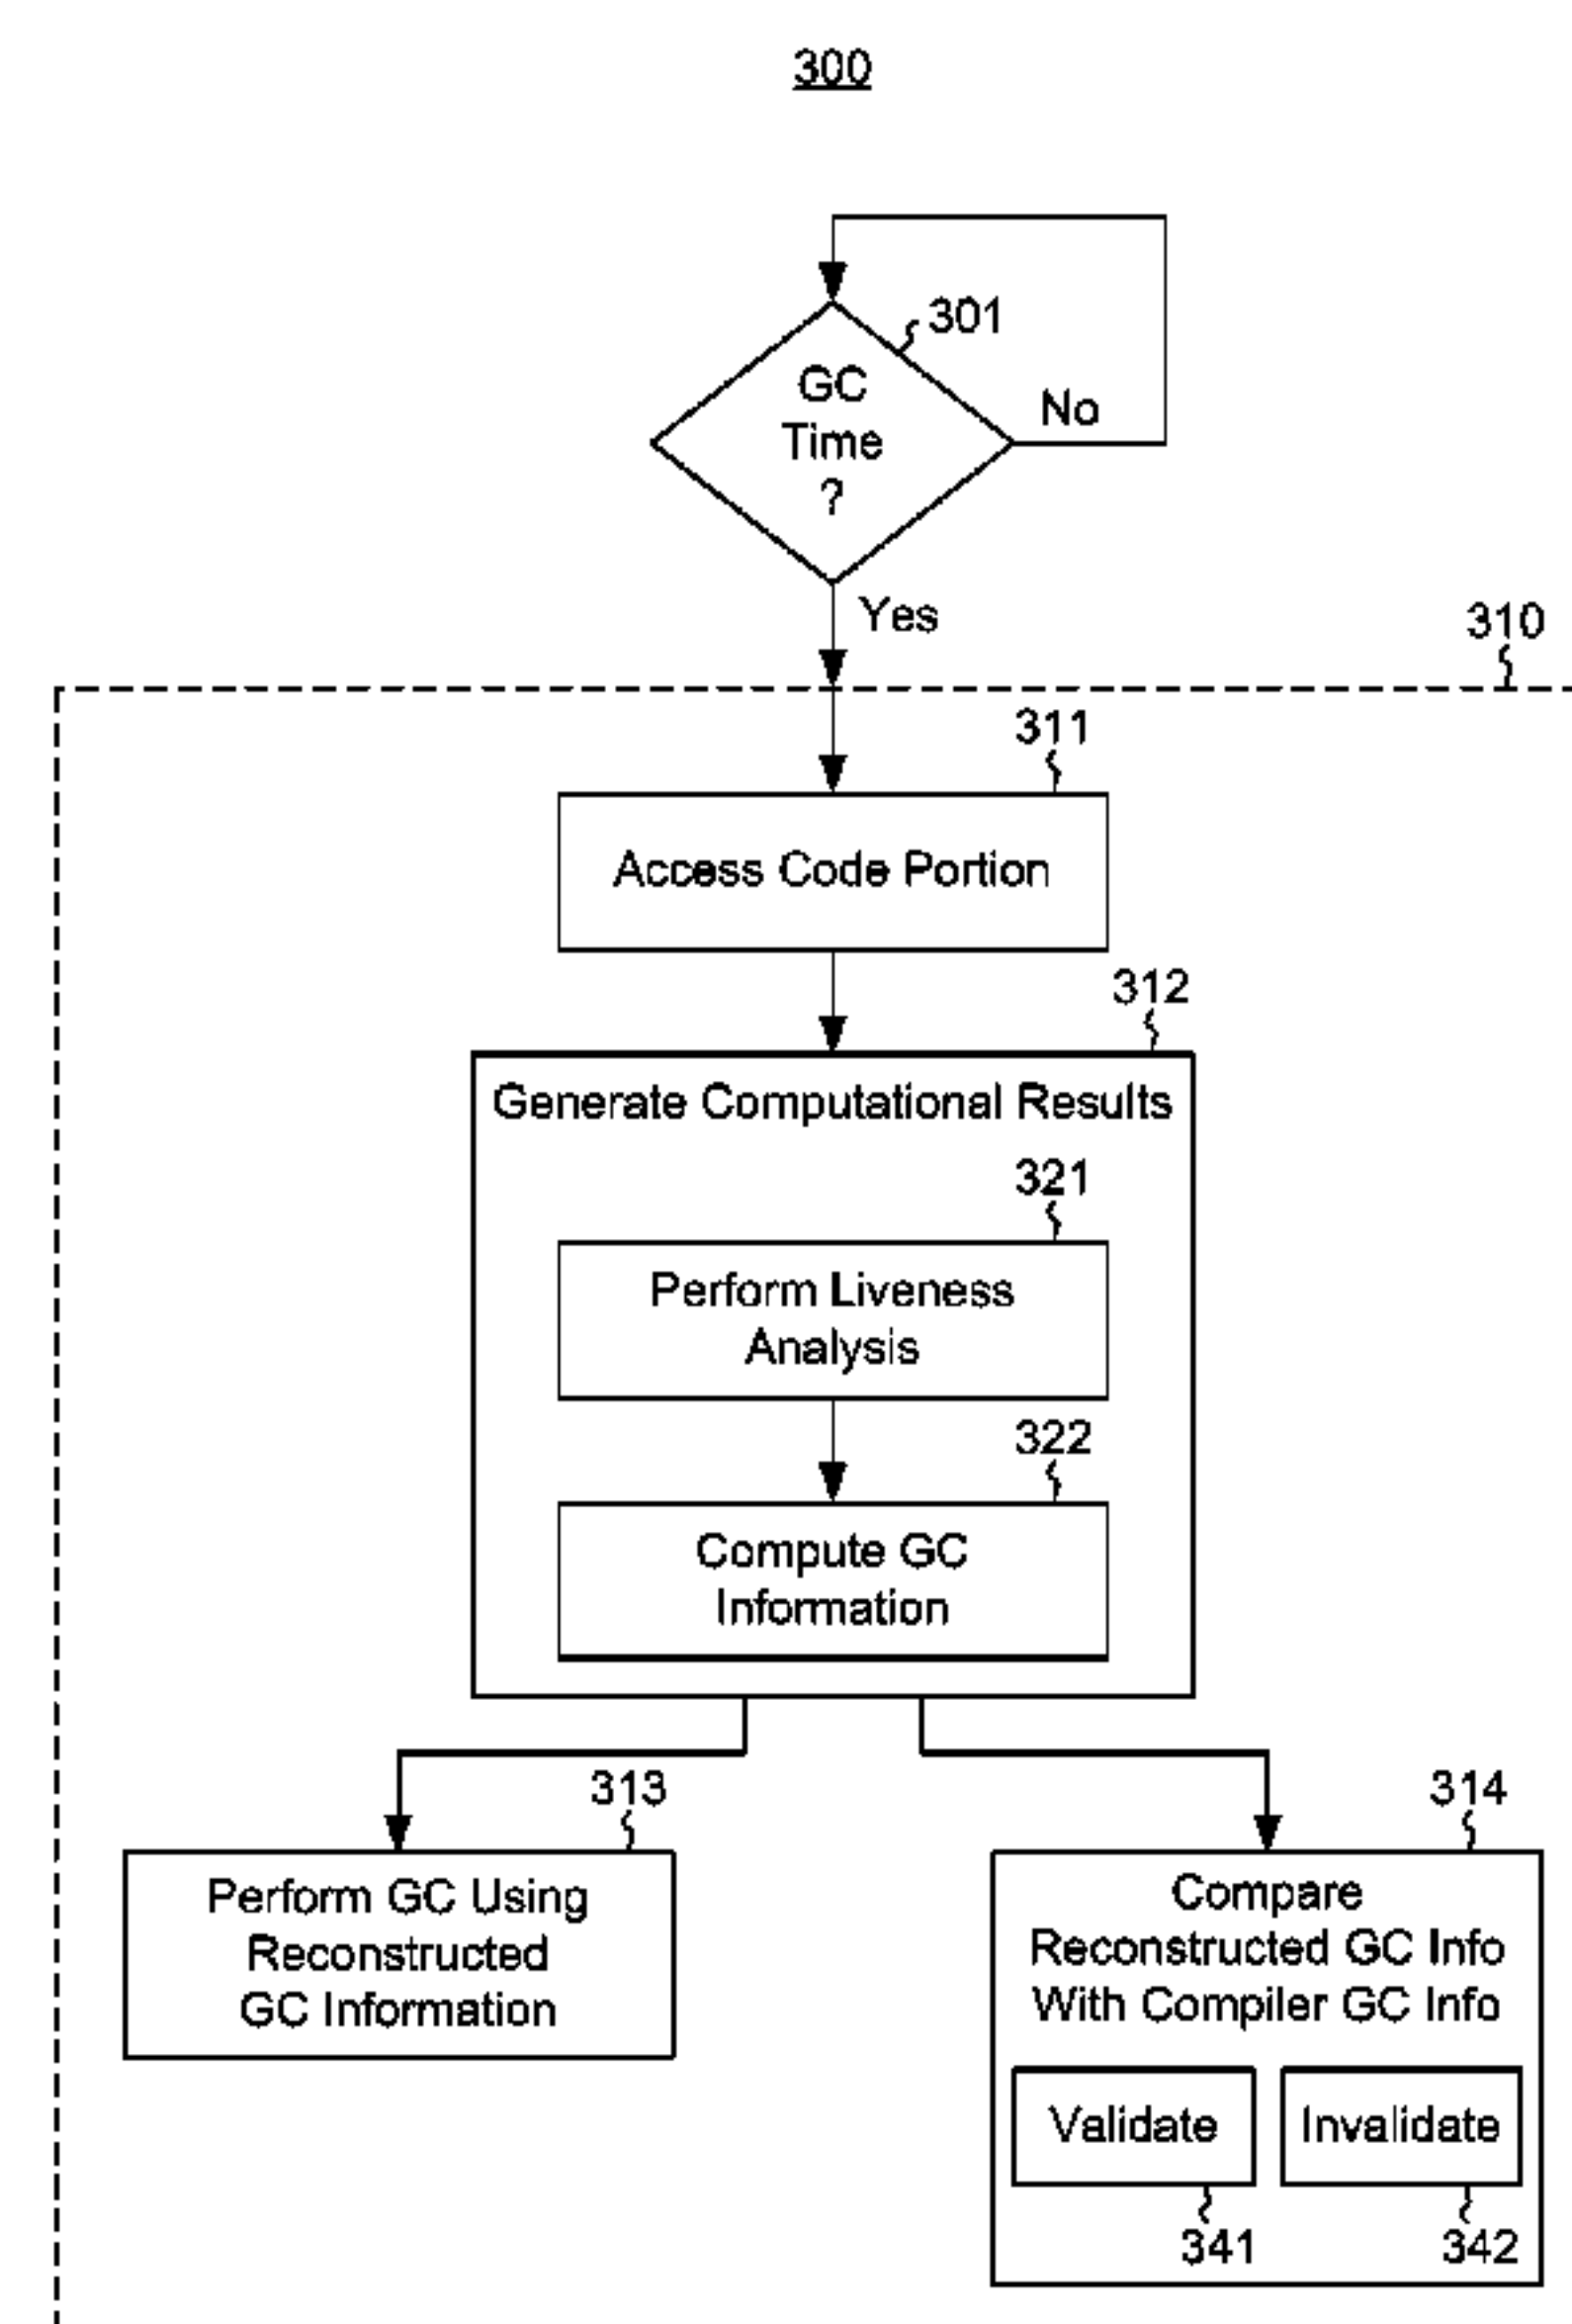 300
301
GC
Time
?
No
Yes
310
311
Access Code Portion
312
Generate Computational Results
321
Perform Liveness
Analysis
322
Compute GC
Information
313
Perform GC Using
Reconstructed
GC Information
314
Compare
Reconstructed GC Info
With Compiler GC Info
Validate
Invalidate
341
342